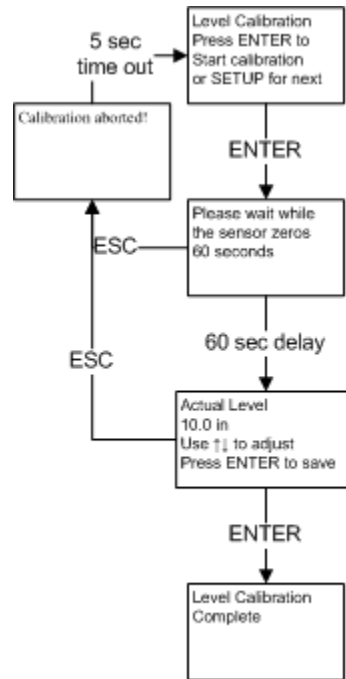 5 sec
time out
Level Calibration
Press ENTER to
Start calibration
or SETUP for next
Calibration aborted!
ENTER
Please wait while
the sensor zeros
60 seconds
ESC
60 sec delay
ESC
Actual Level
10.0 in
Use ↑↓ to adjust
Press ENTER to save
ENTER
Level Calibration
Complete